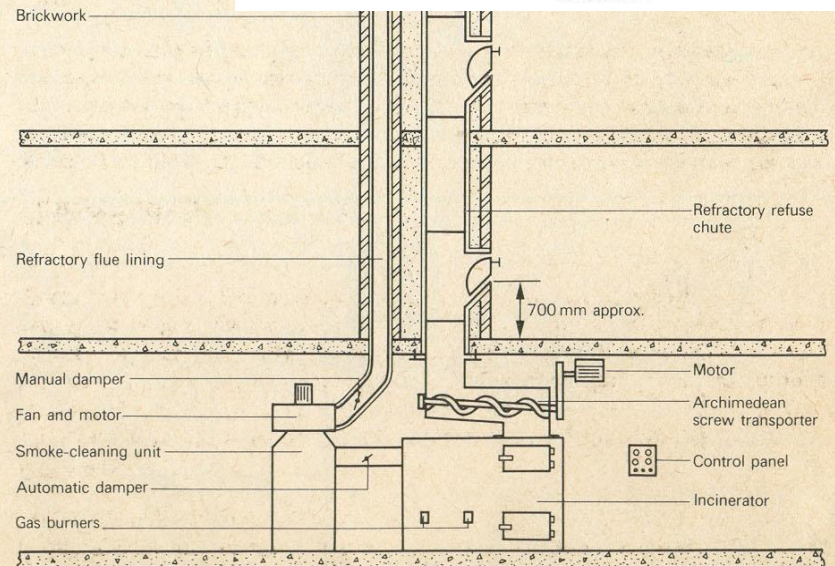 Brickwork
Refractory flue lining
Manual damper
Fan and motor
Smoke-cleaning unit
Automatic damper
Gas burners
Refractory refuse
chute
700 mm approx.
Motor
Archimedean
screw transporter
Control panel
Incinerator